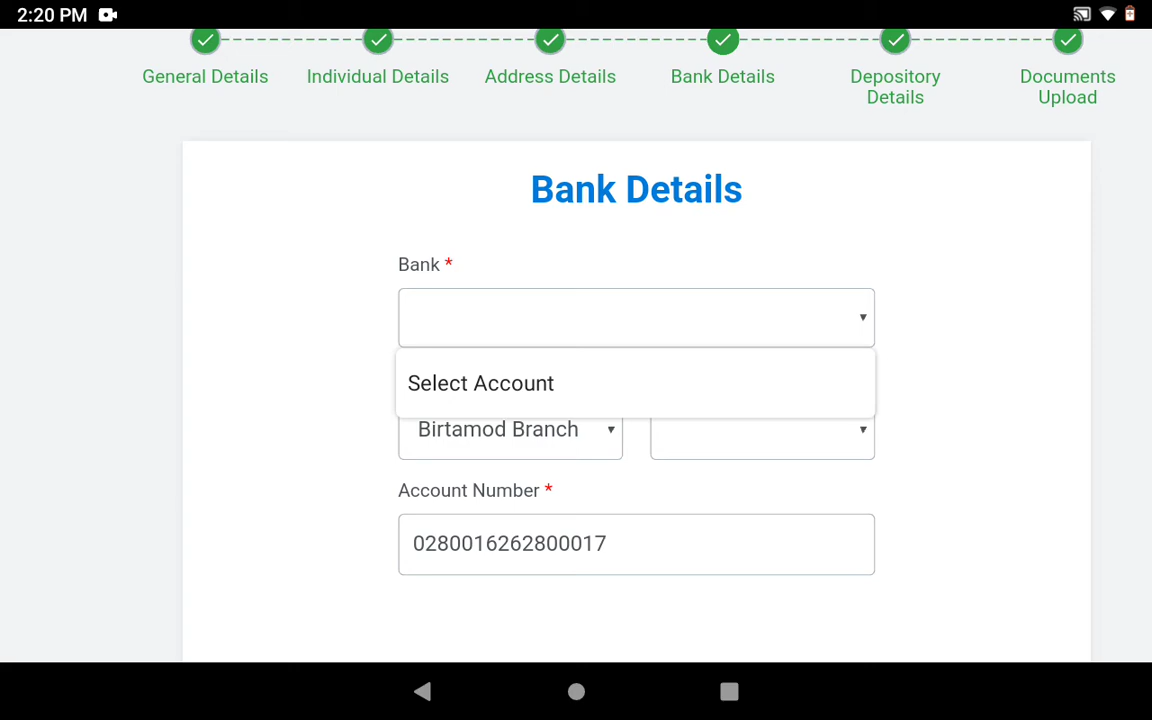 2:20 PM
General Details
Individual Details
Address Details
Bank Details
Depository
Details
Documents
Upload
Bank Details
Bank *
Select Account
Birtamod Branch
Account Number *
0280016262800017